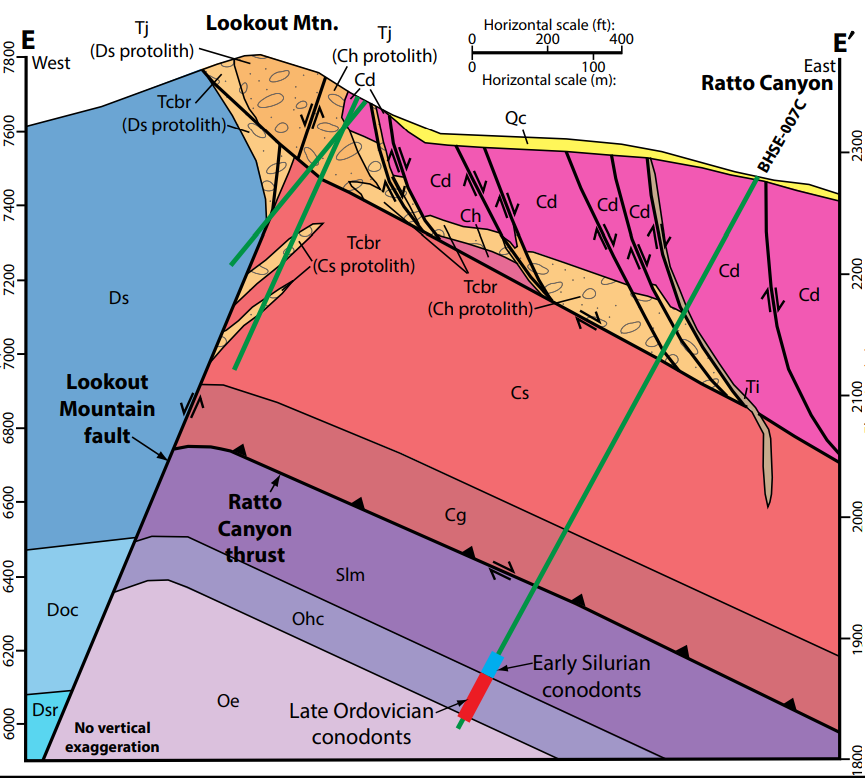 E
West
Lookout Mtn.
Tj
(Ds protolith)
Tj
(Ch protolith)
Cd
Horizontal scale (ft):
0 200 400
0 100
Horizontal scale (m):
E′
East
Ratto Canyon
BHSE-007C
Tcbr
(Ds protolith)
Qc
Cd
Cd
Cd
Cd
Cd
Cd
Ch
Tcbr
(Cs protolith)
Tcbr
(Ch protolith)
Ds
Ti
Cs
Lookout
Mountain
fault
Ratto
Canyon
thrust
Cg
Slm
Ohc
Doc
Dsr
Oe
Early Silurian
conodonts
Late Ordovician
conodonts
No vertical
exaggeration
7800
7600
7400
7200
7000
6800
6600
6400
6200
6000
2300
2200
2100
2000
1900
1800